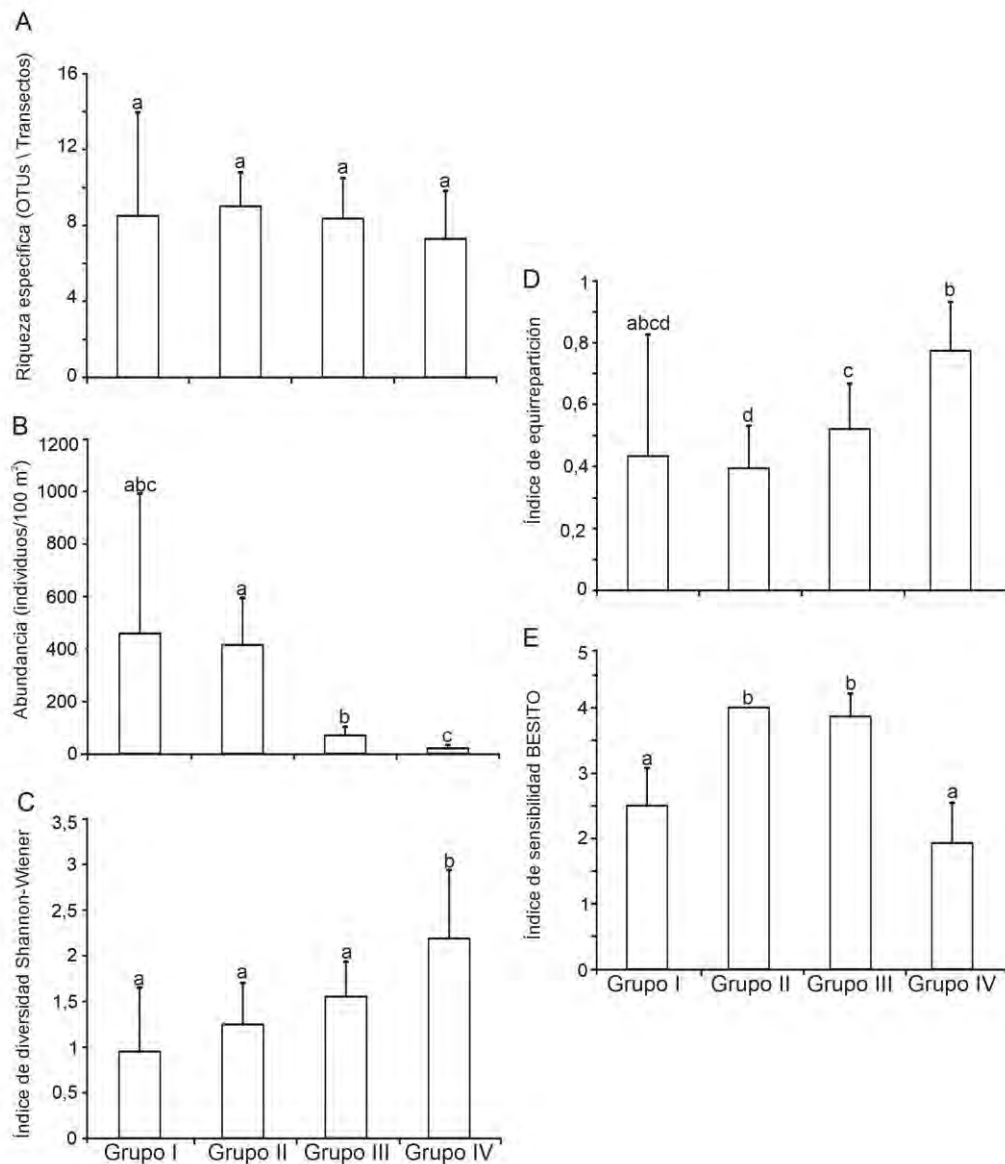 A
Riqueza específica (OTUs \ Transectos)
16
12
8
4
0
a
a
a
a
B
Abundancia (individuos/100 m²)
1200
1000
800
600
400
200
0
abc
a
b
c
C
Índice de diversidad Shannon-Wiener
3,5
3
2,5
2
1,5
1
0,5
0
a
a
a
b
Grupo I Grupo II Grupo III Grupo IV
D
Índice de equirrepartición
1
0,8
0,6
0,4
0,2
0
abcd
d
c
b
E
Índice de sensibilidad BESITO
5
4
3
2
1
0
a
b
b
a
Grupo I Grupo II Grupo III Grupo IV